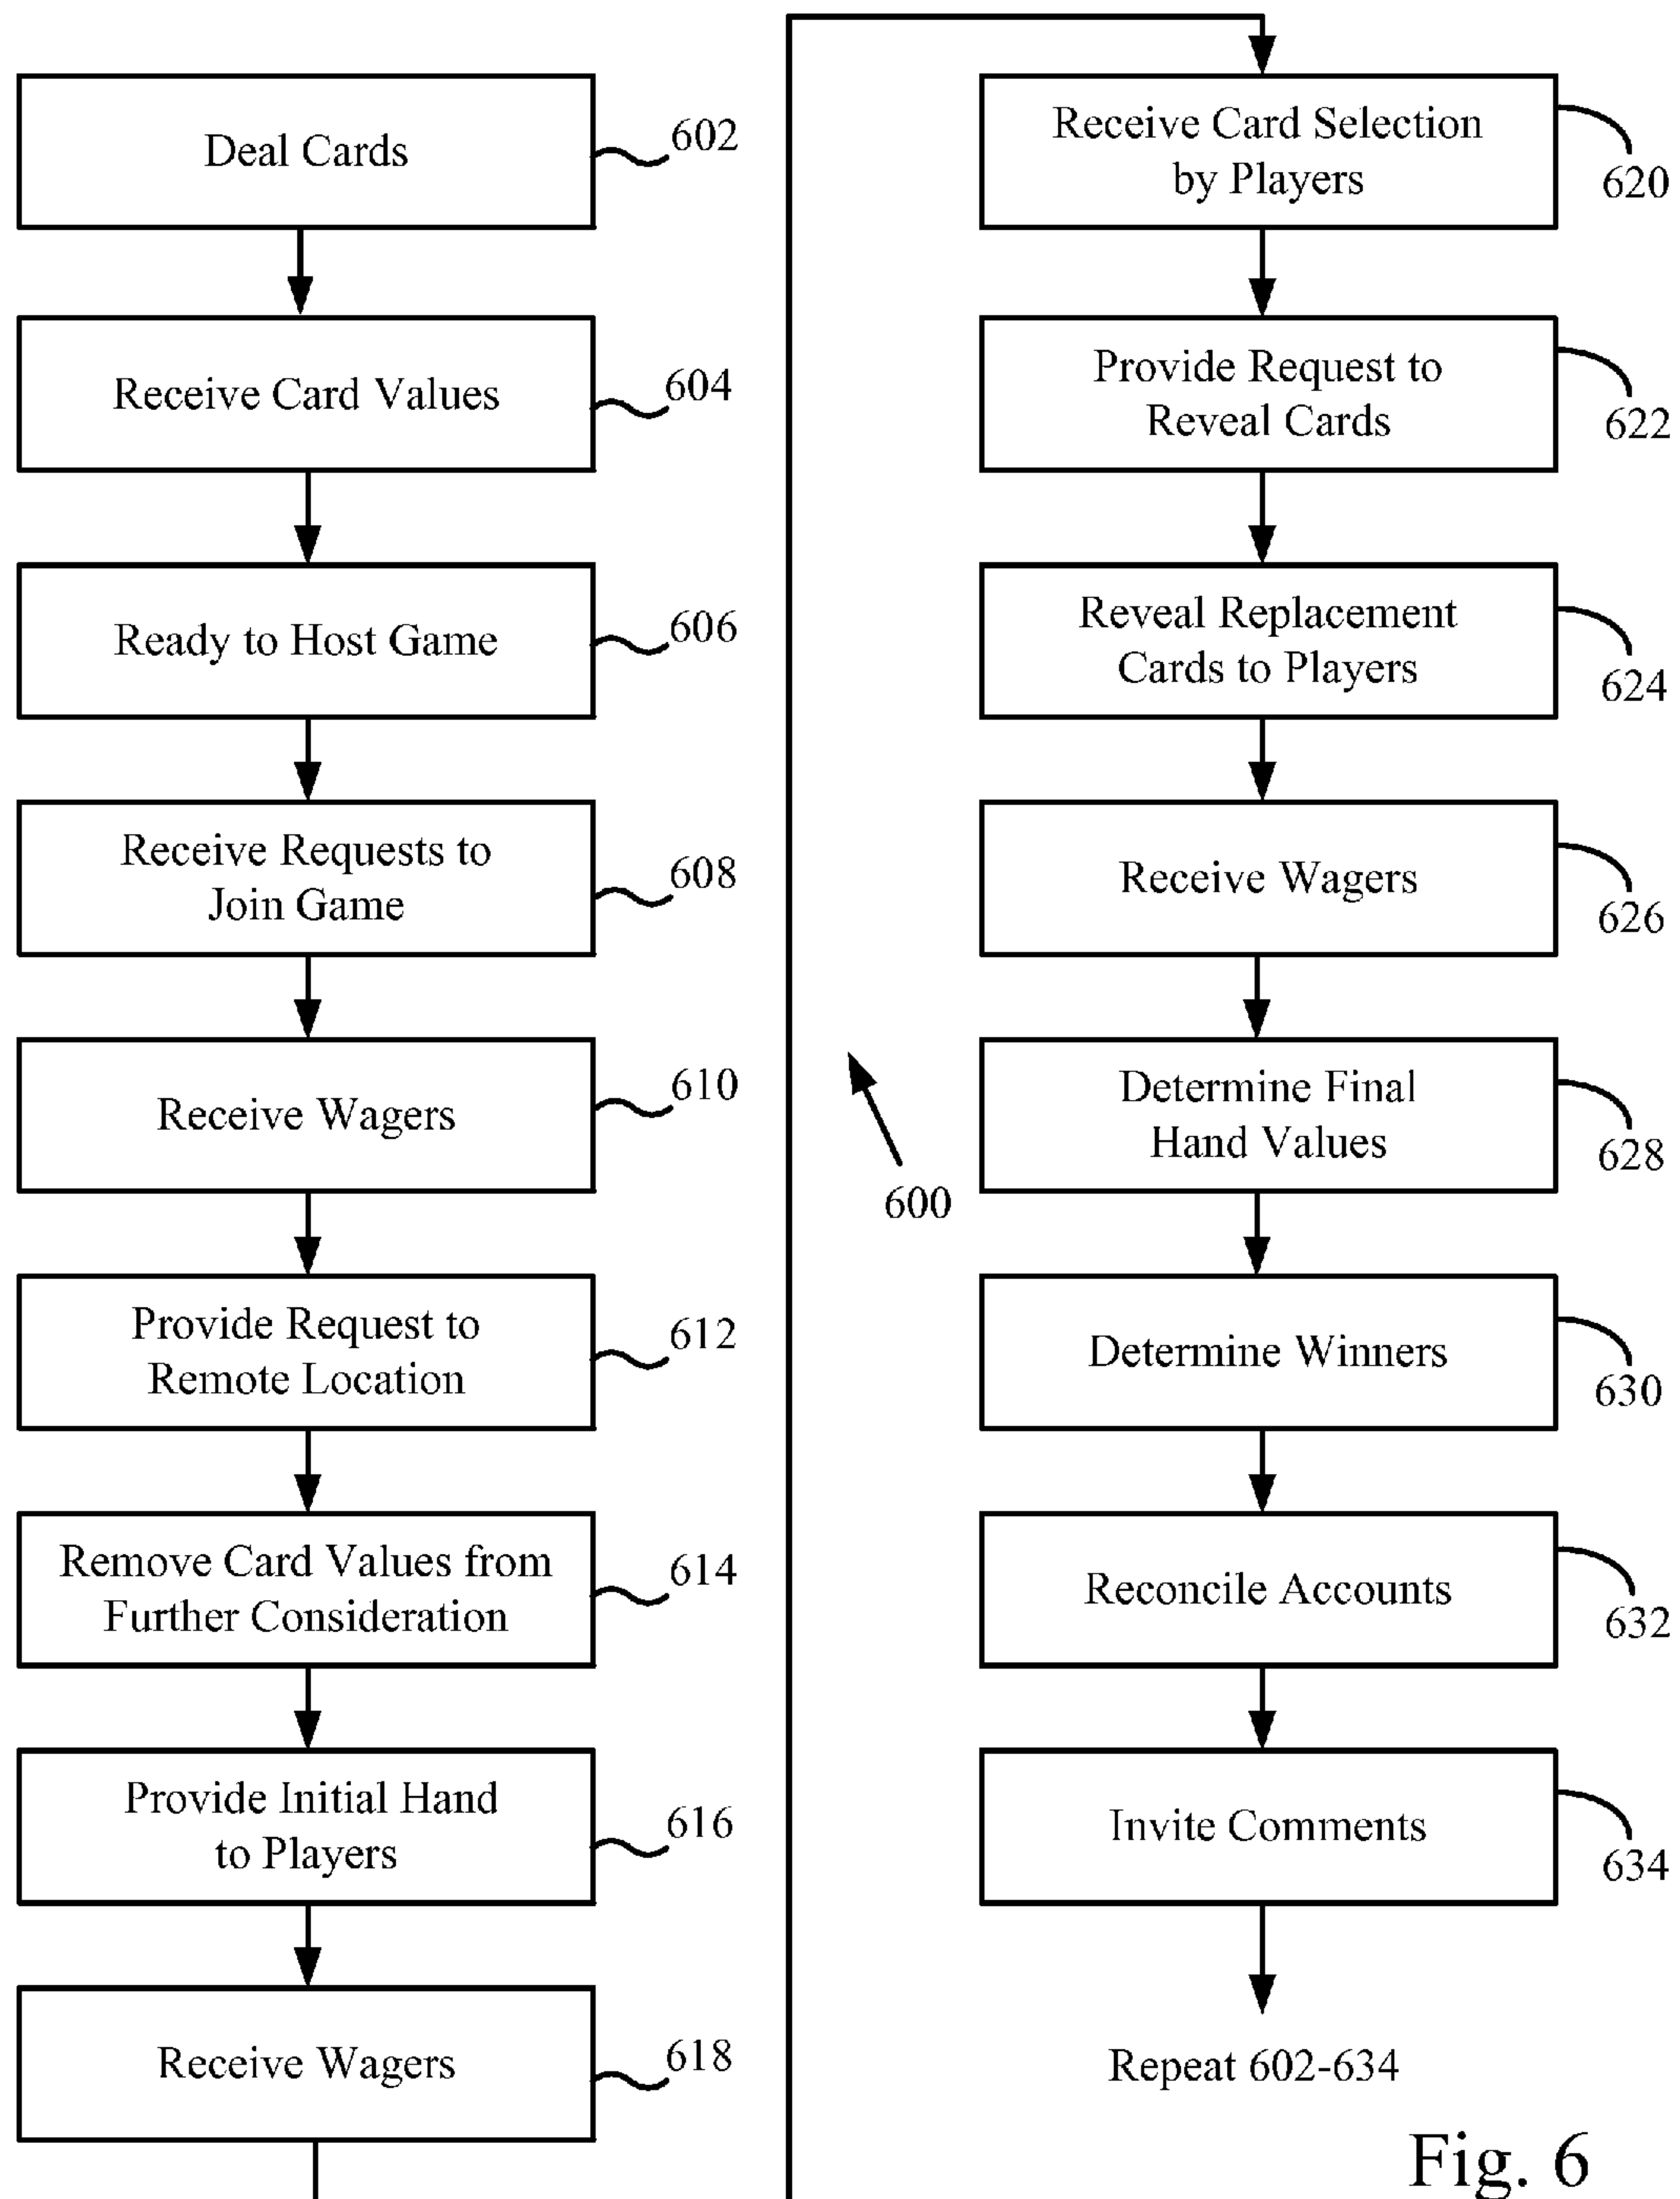 Deal Cards
602
Receive Card Values
604
Ready to Host Game
606
Receive Requests to
Join Game
608
Receive Wagers
610
Provide Request to
Remote Location
612
Remove Card Values from
Further Consideration
614
Provide Initial Hand
to Players
616
Receive Wagers
618
600
Receive Card Selection
by Players
620
Provide Request to
Reveal Cards
622
Reveal Replacement
Cards to Players
624
Receive Wagers
626
Determine Final
Hand Values
628
Determine Winners
630
Reconcile Accounts
632
Invite Comments
634
Repeat 602-634
Fig. 6